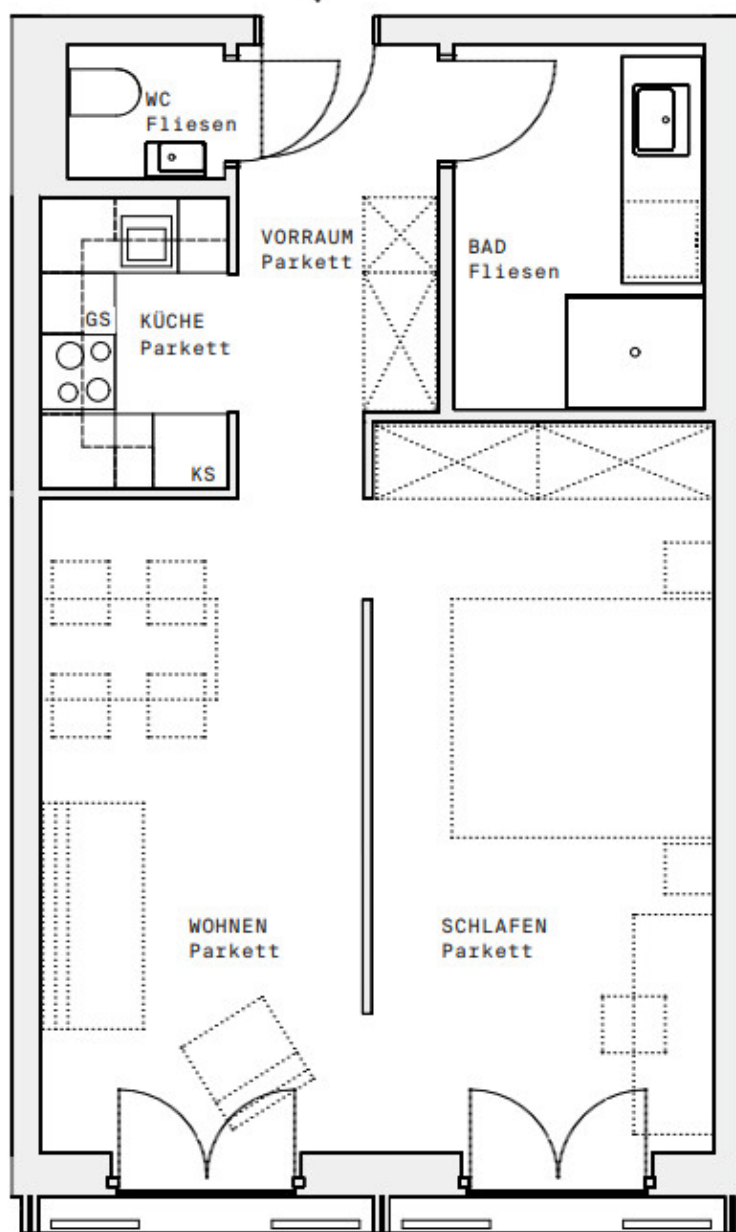 WC
Fliesen
VORRAUM
Parkett
BAD
Fliesen
GS
KÜCHE
Parkett
KS
WOHNEN
Parkett
SCHLAFEN
Parkett